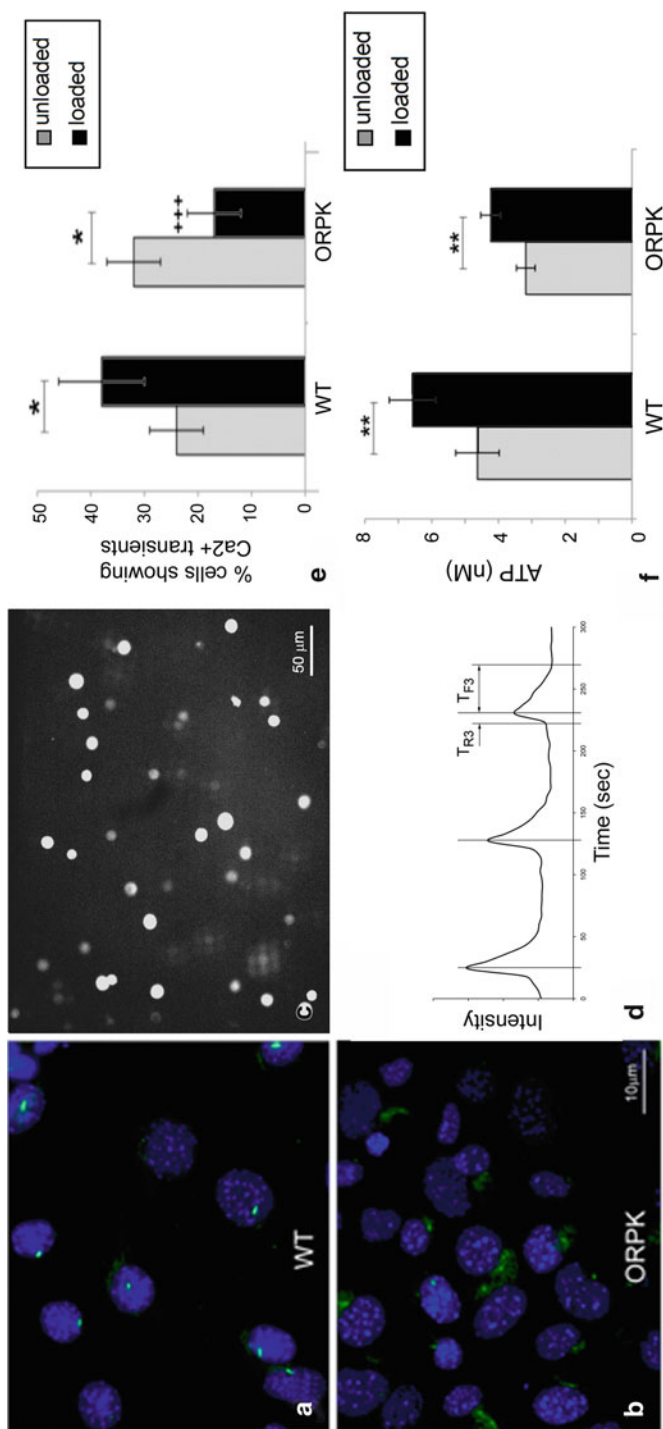 a
WT
b
ORPK
10µm
c
50 µm
d
Intensity
0 50 100 150 200 250 300
Time (sec)
TR3
TF3
e
% cells showing
Ca2+ transients
50
40
30
20
10
0
*
*
+++
WT
ORPK
unloaded
loaded
f
ATP (nM)
8
6
4
2
0
**
**
WT
ORPK
unloaded
loaded